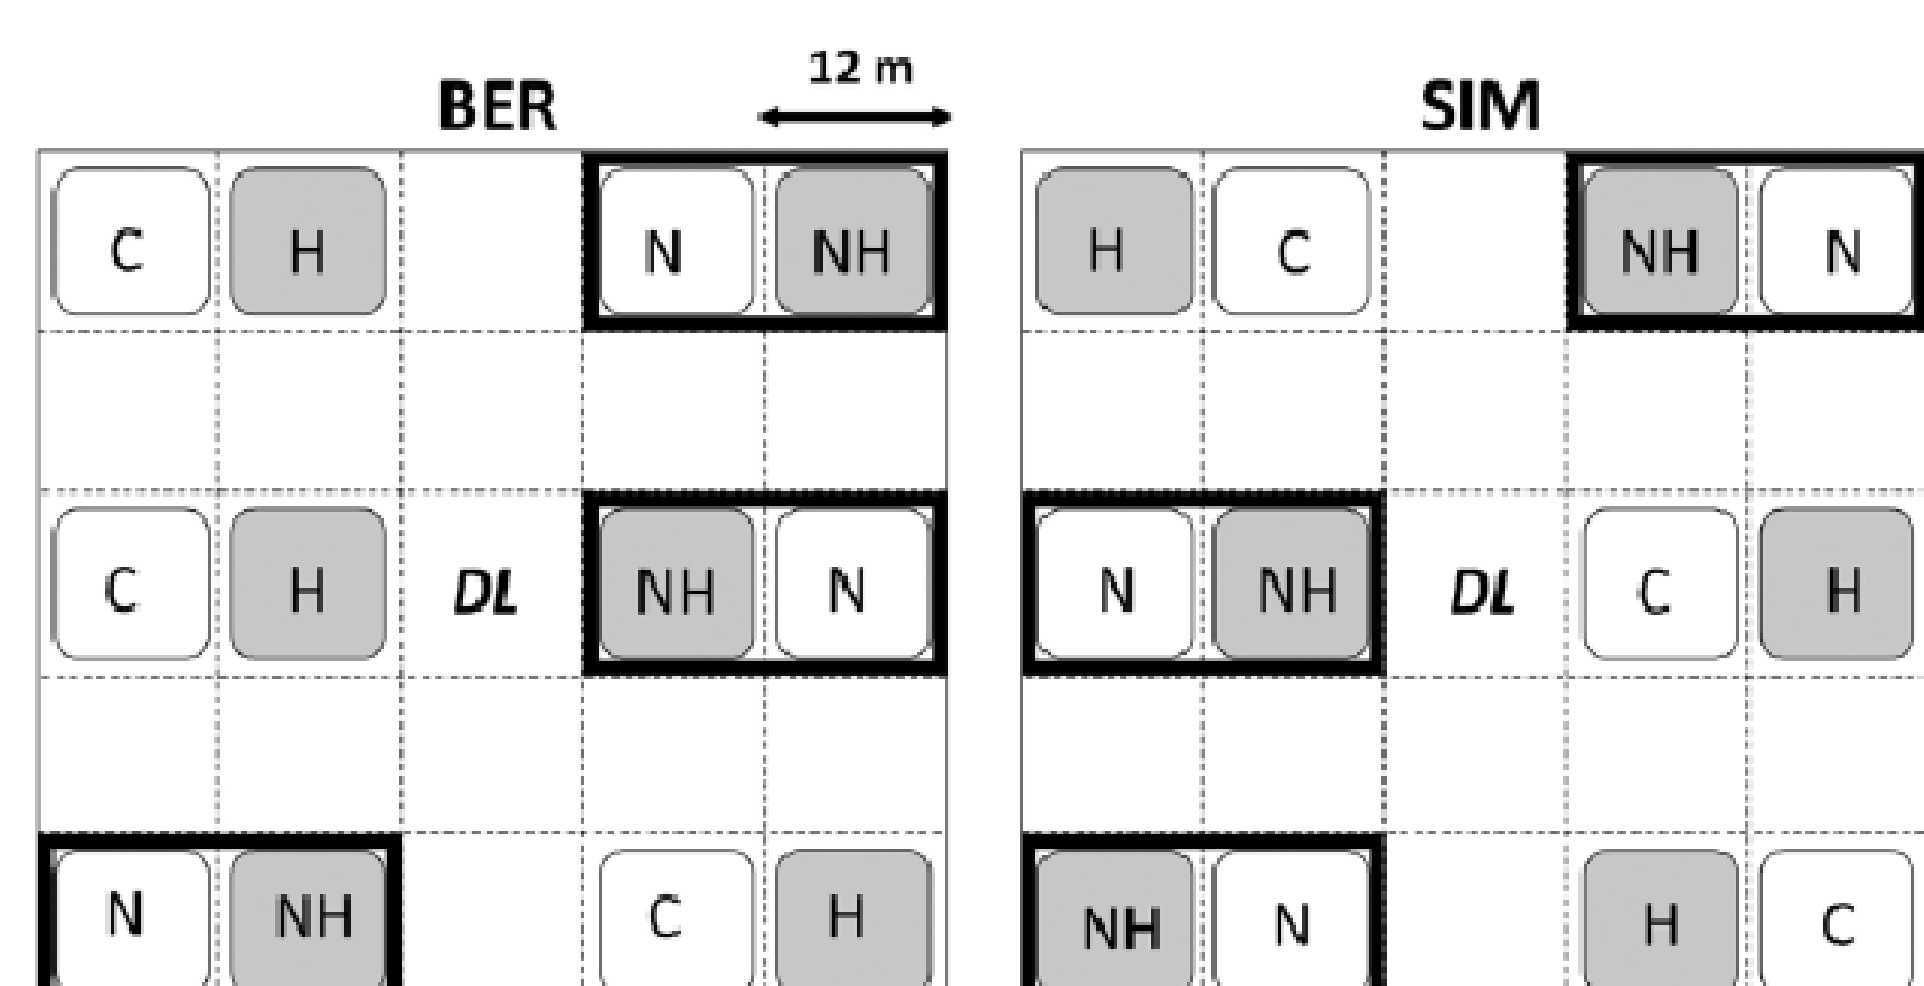 12 m
BER SIM
C H N NH H C NH N
C H DL NH N N NH DL C H
N NH C H NH N H C